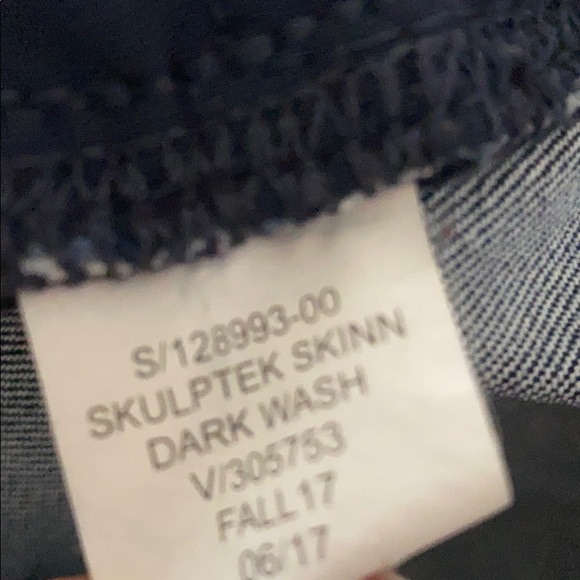 S/128993-00
SKULPTEK SKINN
DARK WASH
V/305753
FALL17
06/17